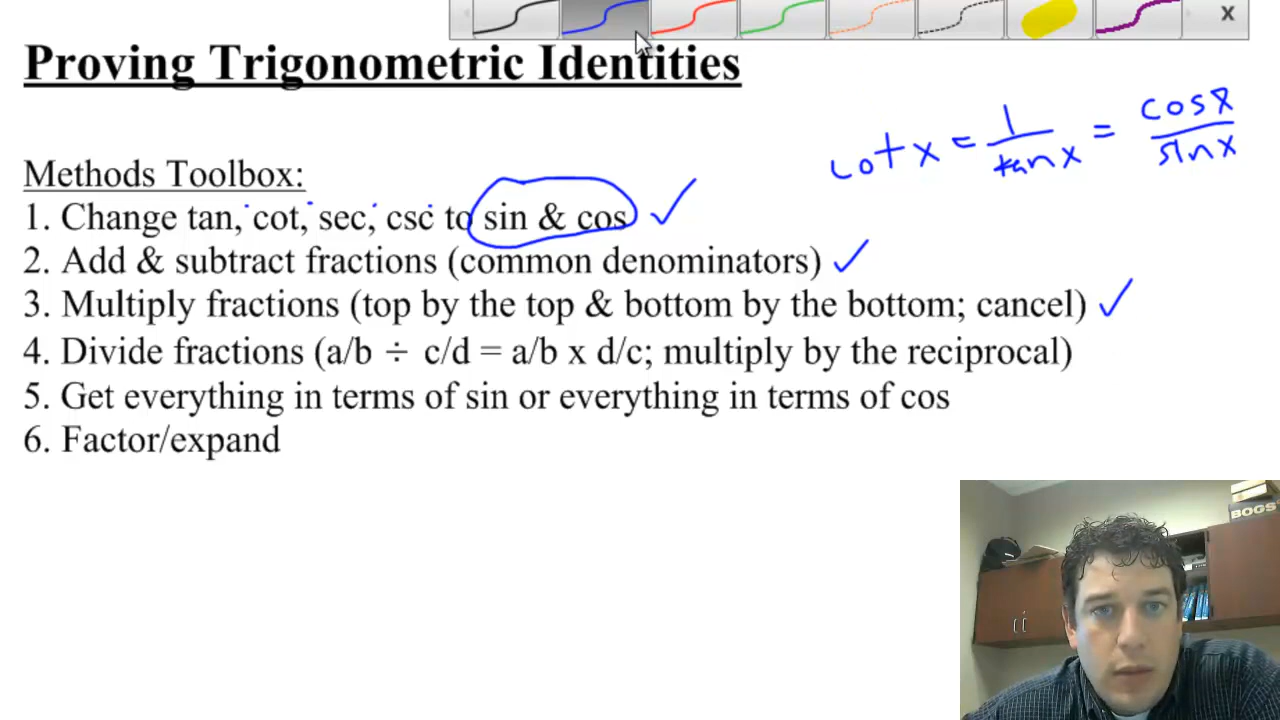 x
Proving Trigonometric Identities
cot x = 1/tan x = cos x/sin x
Methods Toolbox:
1. Change tan, cot, sec, csc to sin & cos ✓
2. Add & subtract fractions (common denominators) ✓
3. Multiply fractions (top by the top & bottom by the bottom; cancel) ✓
4. Divide fractions (a/b ÷ c/d = a/b x d/c; multiply by the reciprocal)
5. Get everything in terms of sin or everything in terms of cos
6. Factor/expand
BOGS